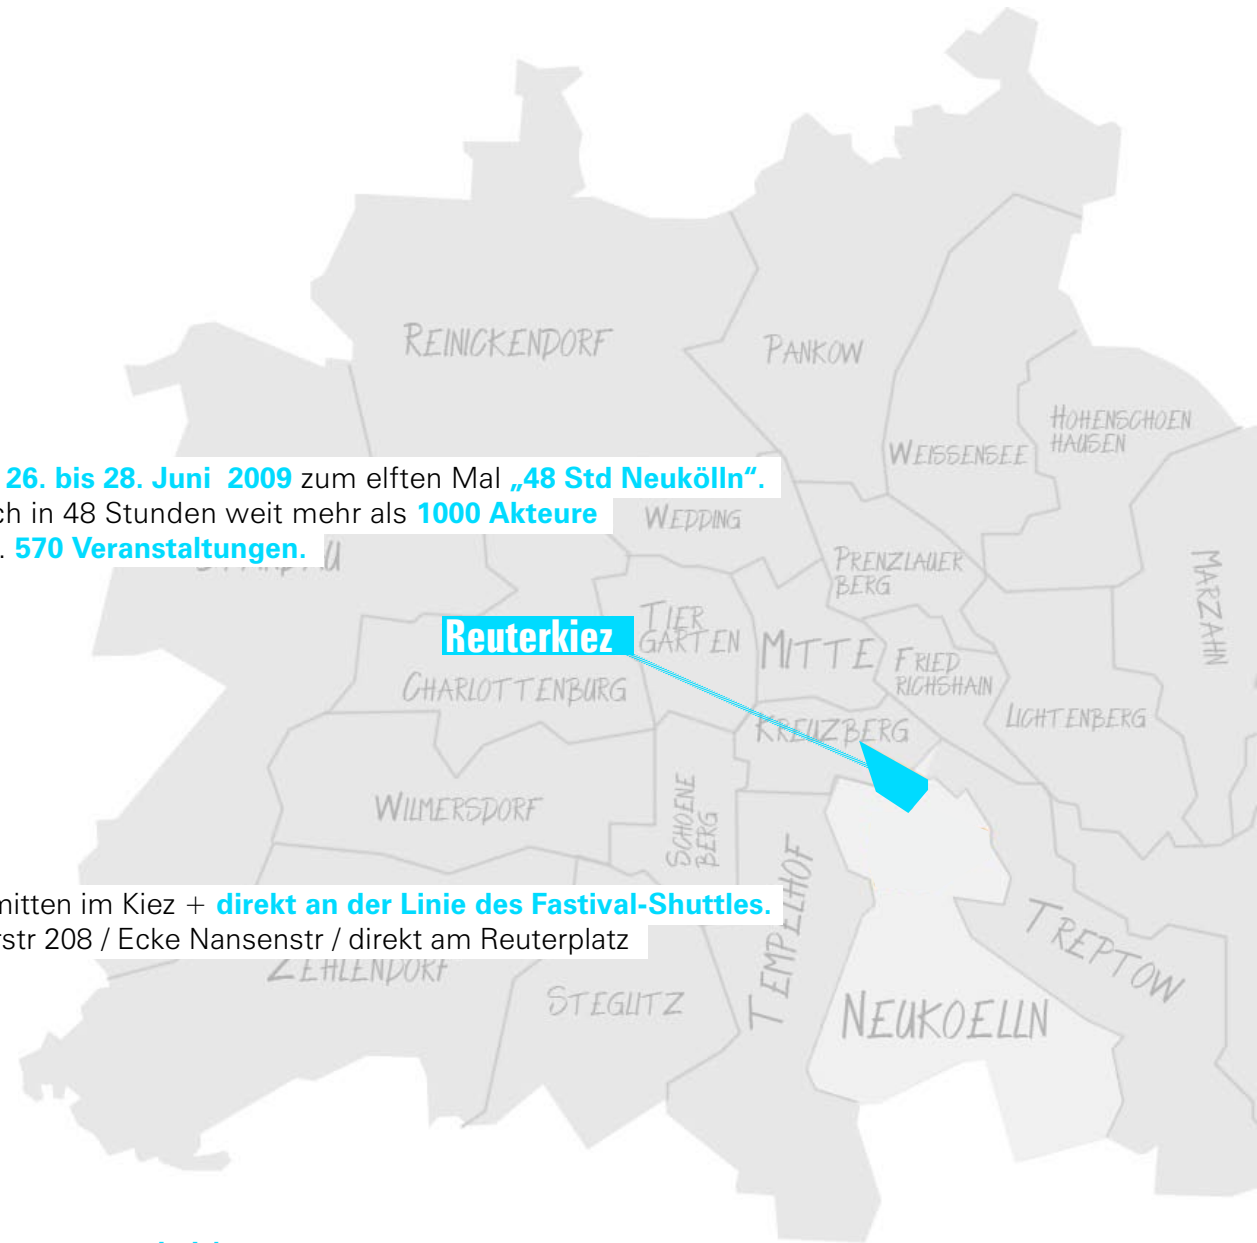 REINICKENDORF
PANKOW
HOHENSCHOEN
HAUSEN
WEISSENSEE
26. bis 28. Juni 2009 zum elften Mal „48 Std Neukölln“.
ch in 48 Stunden weit mehr als 1000 Akteure
. 570 Veranstaltungen.
WEDDING
PRENZLAUER
BERG
MARZAHN
Reuterkiez
TIER
GARTEN
MITTE
FRIED
RICHSHAIN
CHARLOTTENBURG
LICHTENBERG
KREUZBERG
WILMERSDORF
SCHOENE
BERG
TEMPELHOF
mitten im Kiez + direkt an der Linie des Fastival-Shuttles.
rstr 208 / Ecke Nansenstr / direkt am Reuterplatz
ZEHLENDORF
TREPTOW
STEGLITZ
NEUKOELLN